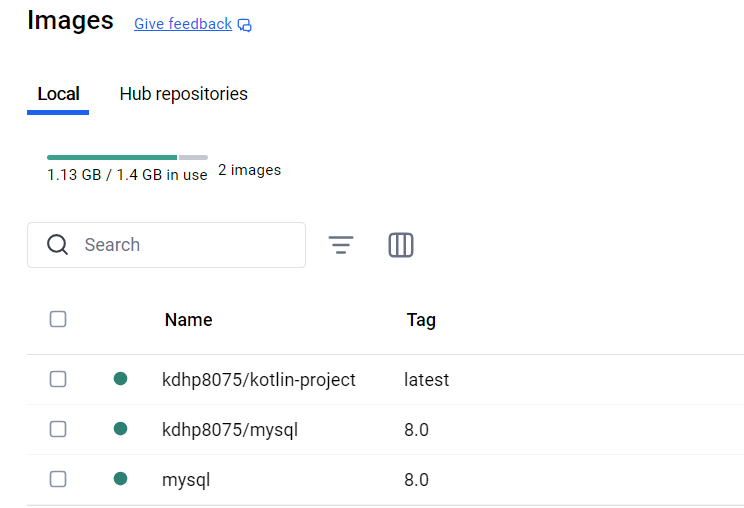 Images Give feedback
Local Hub repositories
1.13 GB / 1.4 GB in use 2 images
Search
Name Tag
kdhp8075/kotlin-project latest
kdhp8075/mysql 8.0
mysql 8.0